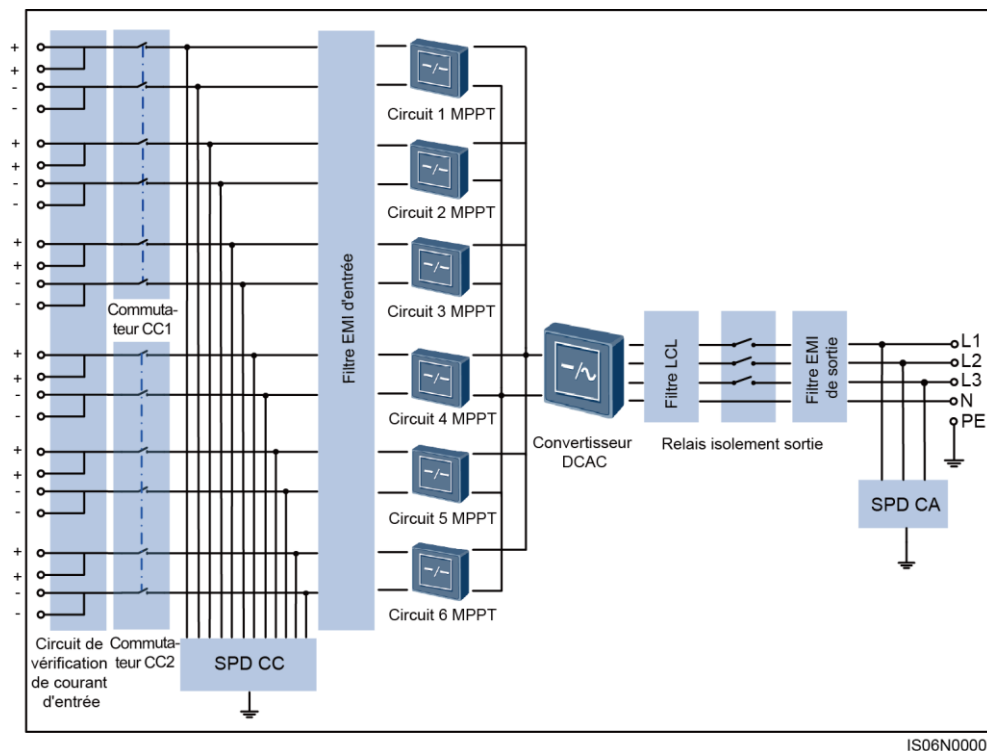 +
+
-
-
+
+
-
-
+
+
-
-
+
+
-
-
+
+
-
-
+
+
-
-
Commuta-
teur CC1
Circuit de
vérification
de courant
d'entrée
Commuta-
teur CC2
SPD CC
Filtre EMI d'entrée
Circuit 1 MPPT
Circuit 2 MPPT
Circuit 3 MPPT
Circuit 4 MPPT
Circuit 5 MPPT
Circuit 6 MPPT
Convertisseur
DCAC
Filtre LCL
Relais isolement sortie
Filtre EMI
de sortie
L1
L2
L3
N
PE
SPD CA
IS06N0000